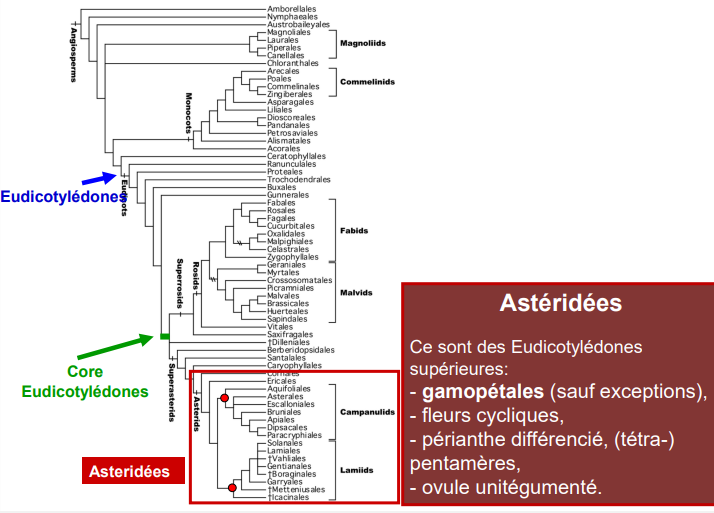 Amborellales
Nymphaeales
Austrobaileyales
Magnoliales
Laurales
Piperales
Canellales
Magnoliids
Chloranthales
Arecales
Poales
Commelinales
Zingiberales
Commelinids
Asparagales
Liliales
Dioscoreales
Pandanales
Petrosaviales
Alismatales
Acorales
Ceratophyllales
Ranunculales
Proteales
Trochodendrales
Buxales
Gunnerales
Fabales
Rosales
Fagales
Cucurbitales
Oxalidales
Malpighiales
Celastrales
Zygophyllales
Fabids
Geraniales
Myrtales
Crossosomatales
Picramniales
Malvales
Brassicales
Huerteales
Sapindales
Malvids
Vitales
Saxifragales
†Dilleniales
Berberidopsidales
Santalales
Caryophyllales
Cornales
Ericales
Aquifoliales
Asterales
Escalloniales
Bruniales
Apiales
Dipsacales
Paracryphiales
Campanulids
Solanales
Lamiales
†Vahliales
Gentianales
†Boraginales
Garryales
†Metteniusales
†Icacinales
Lamiids
Angiosperms
Monocots
Eudicots
Superrosids
Rosids
Superasterids
Asterids
Eudicotylédones
Core
Eudicotylédones
Asteridées
Astéridées
Ce sont des Eudicotylédones
supérieures:
- gamopétales (sauf exceptions),
- fleurs cycliques,
- périanthe différencié, (tétra-)
pentamères,
- ovule unitégumenté.